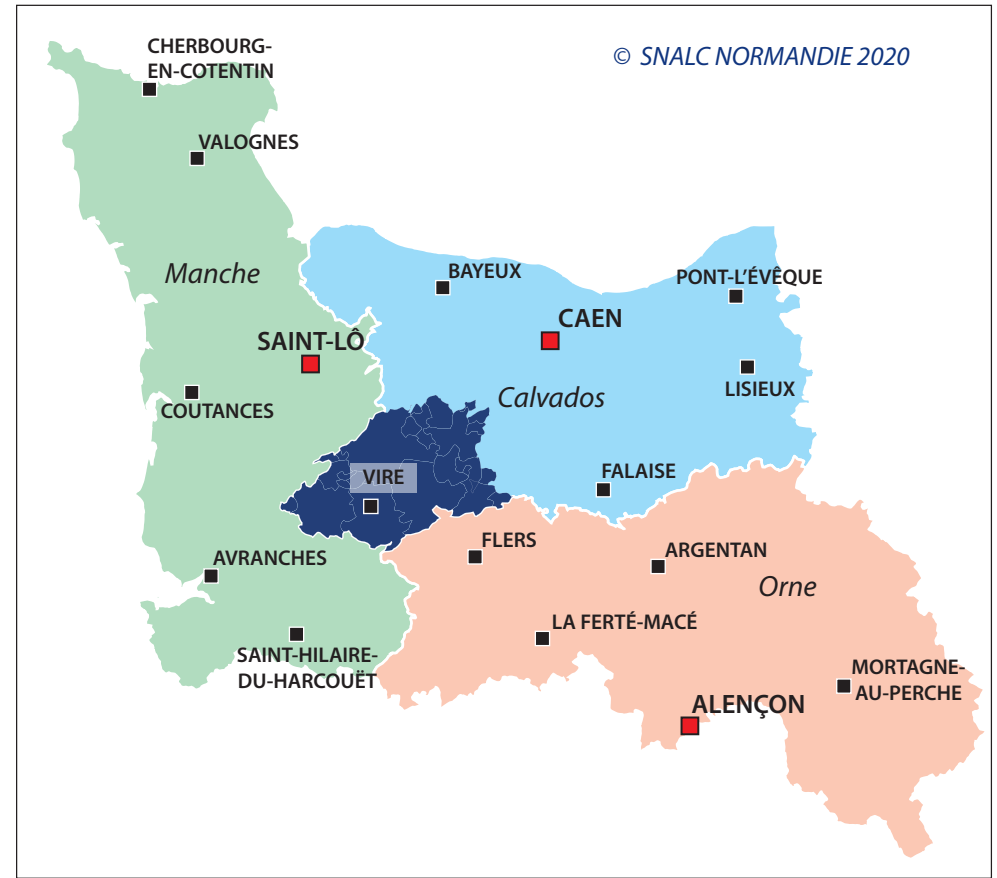 CHERBOURG-
EN-COTENTIN
© SNALC NORMANDIE 2020
VALOGNES
Manche
BAYEUX
PONT-L'ÉVÊQUE
CAEN
SAINT-LÔ
LISIEUX
Calvados
COUTANCES
VIRE
FALAISE
FLERS
ARGENTAN
AVRANCHES
Orne
LA FERTÉ-MACÉ
SAINT-HILAIRE-
DU-HARCOUËT
MORTAGNE-
AU-PERCHE
ALENÇON